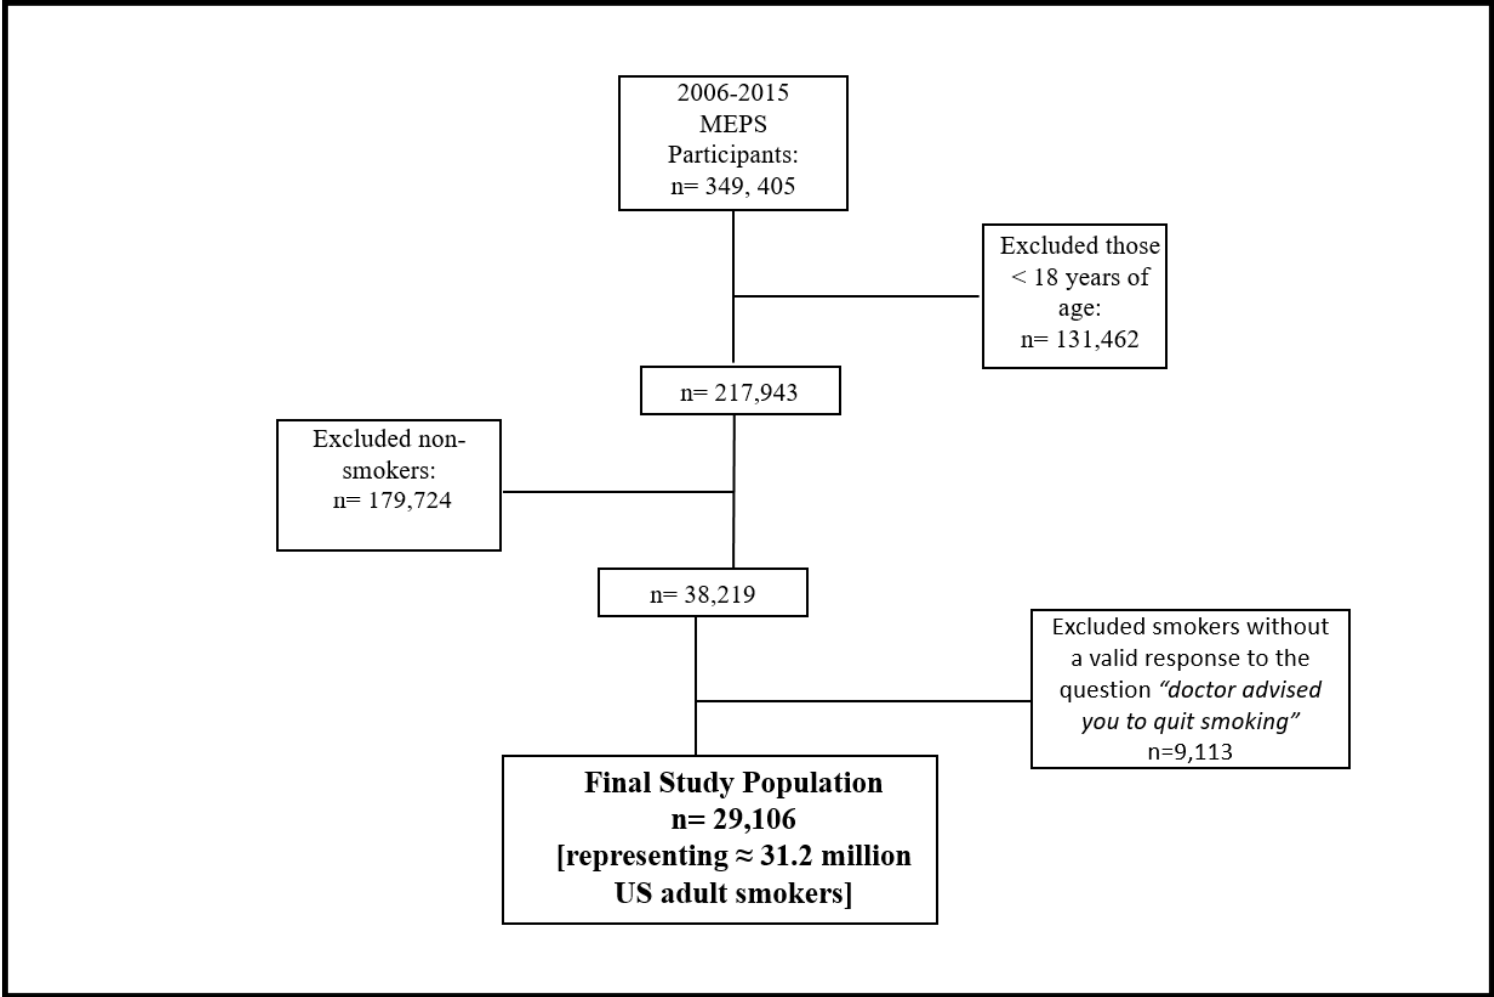 2006-2015
MEPS
Participants:
n= 349, 405
Excluded those
< 18 years of
age:
n= 131,462
n= 217,943
Excluded non-
smokers:
n= 179,724
n= 38,219
Excluded smokers without
a valid response to the
question “doctor advised
you to quit smoking”
n=9,113
Final Study Population
n= 29,106
[representing ≈ 31.2 million
US adult smokers]